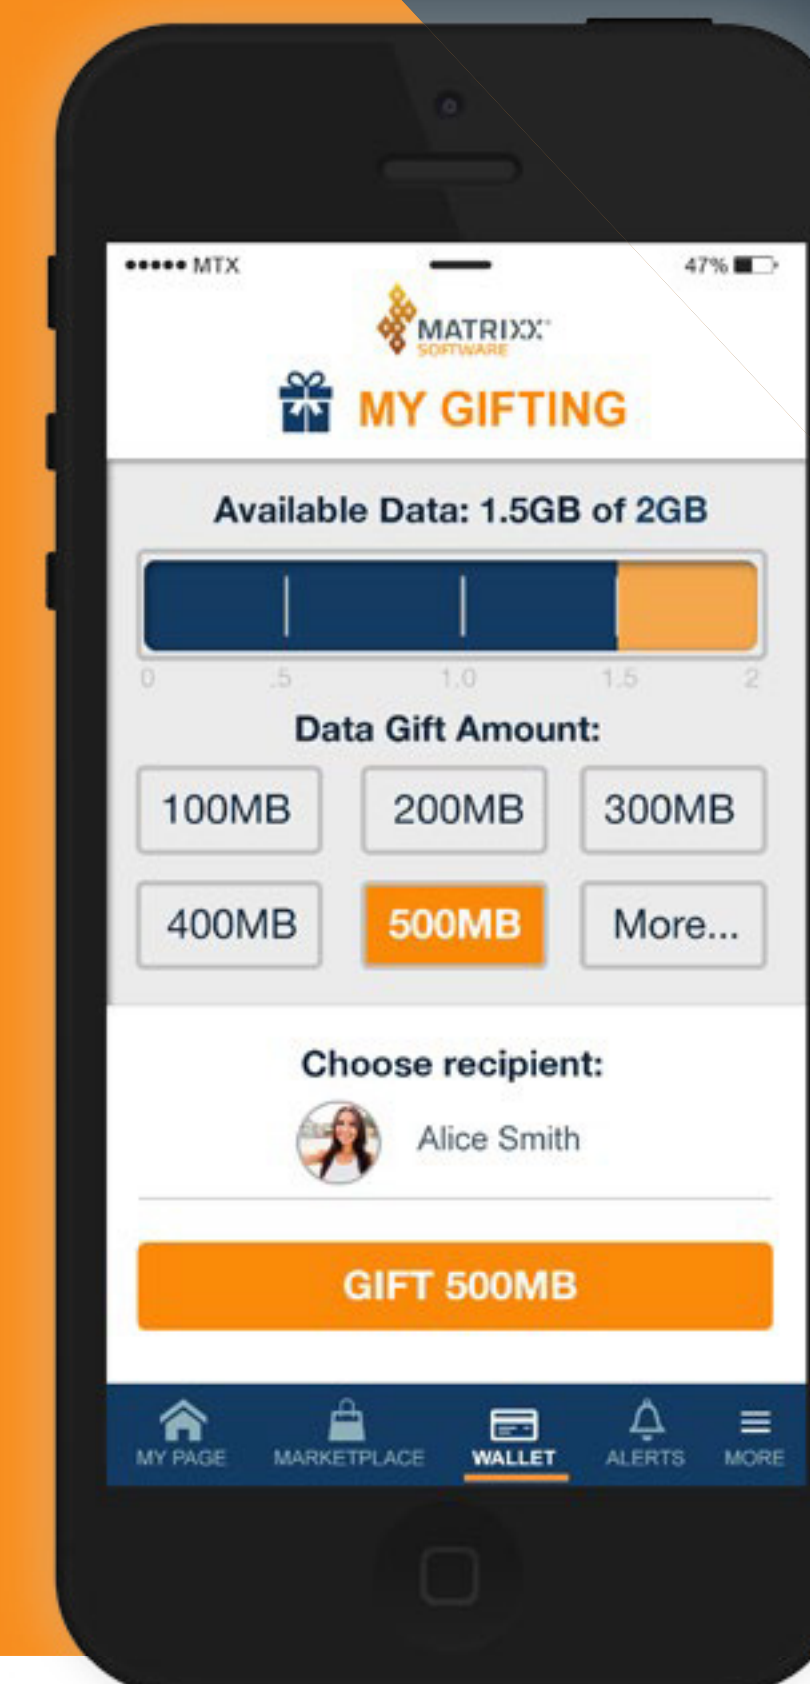 MTX
47%
MATRIXX™
SOFTWARE
MY GIFTING
Available Data: 1.5GB of 2GB
0 .5 1.0 1.5 2
Data Gift Amount:
100MB 200MB 300MB
400MB 500MB More...
Choose recipient:
Alice Smith
GIFT 500MB
MY PAGE MARKETPLACE WALLET ALERTS MORE